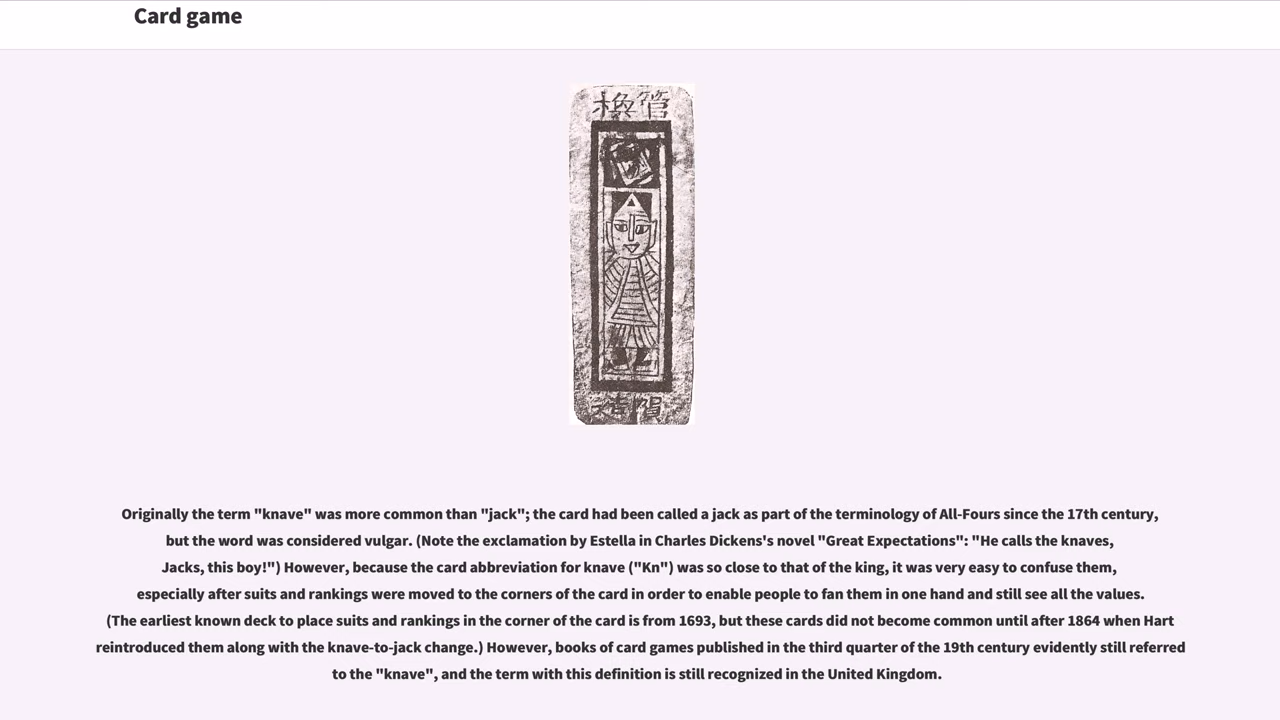 Card game
管
Originally the term "knave" was more common than "jack"; the card had been called a jack as part of the terminology of All-Fours since the 17th century,
but the word was considered vulgar. (Note the exclamation by Estella in Charles Dickens's novel "Great Expectations": "He calls the knaves,
Jacks, this boy!") However, because the card abbreviation for knave ("Kn") was so close to that of the king, it was very easy to confuse them,
especially after suits and rankings were moved to the corners of the card in order to enable people to fan them in one hand and still see all the values.
(The earliest known deck to place suits and rankings in the corner of the card is from 1693, but these cards did not become common until after 1864 when Hart
reintroduced them along with the knave-to-jack change.) However, books of card games published in the third quarter of the 19th century evidently still referred
to the "knave", and the term with this definition is still recognized in the United Kingdom.